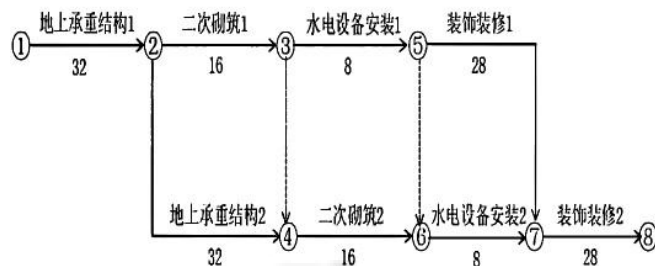 地上承重结构1 二次砌筑1 水电设备安装1 装饰装修1
① ② ③ ⑤
32 16 8 28
地上承重结构2 二次砌筑2 水电设备安装2 装饰装修2
④ ⑥ ⑦ ⑧
32 16 8 28